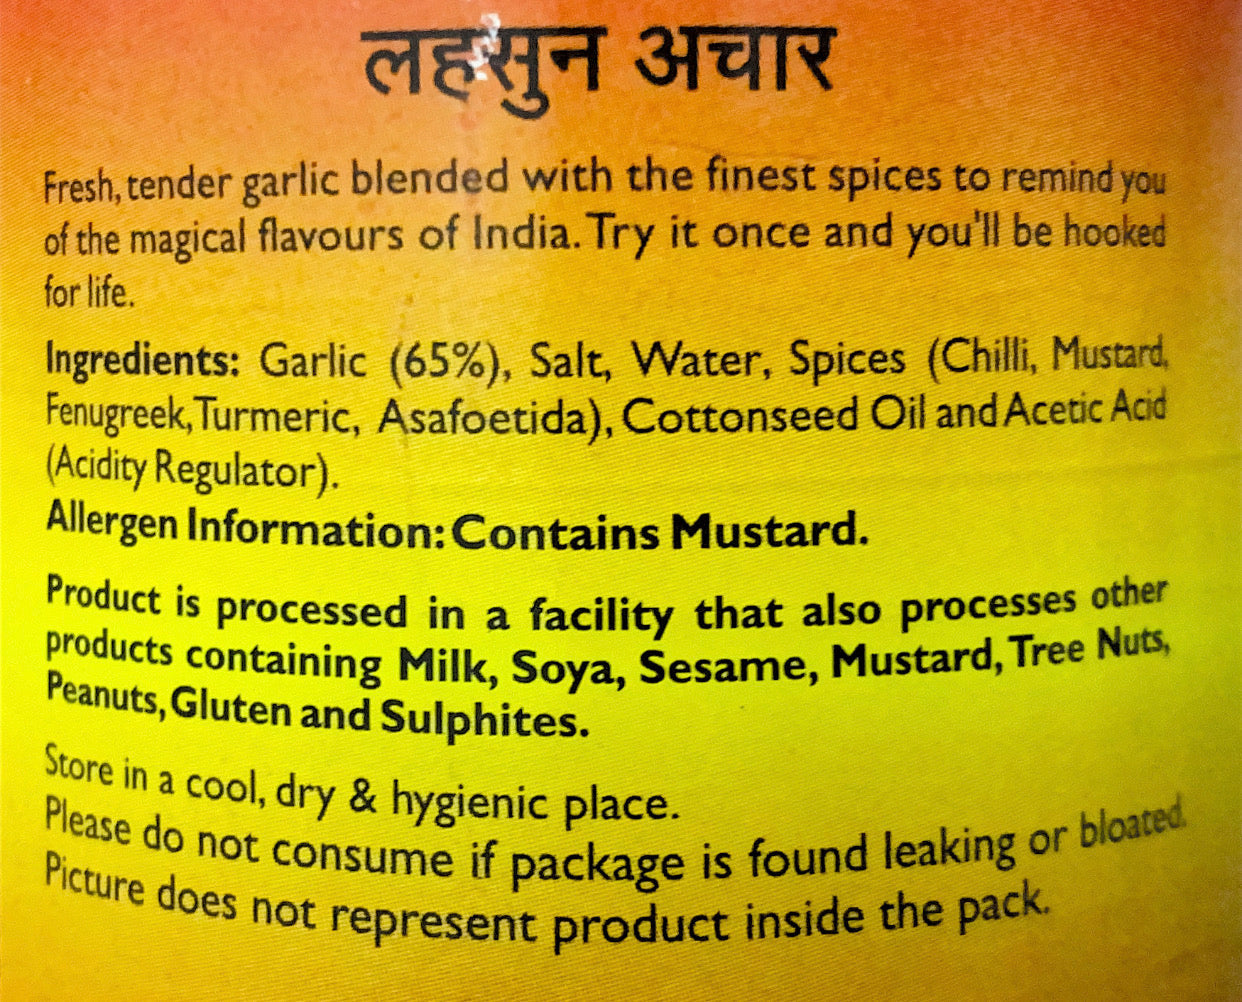 लहसुन अचार
Fresh, tender garlic blended with the finest spices to remind you
of the magical flavours of India. Try it once and you'll be hooked
for life.
Ingredients: Garlic (65%), Salt, Water, Spices (Chilli, Mustard,
Fenugreek, Turmeric, Asafoetida), Cottonseed Oil and Acetic Acid
(Acidity Regulator).
Allergen Information: Contains Mustard.
Product is processed in a facility that also processes other
products containing Milk, Soya, Sesame, Mustard, Tree Nuts,
Peanuts, Gluten and Sulphites.
Store in a cool, dry & hygienic place.
Please do not consume if package is found leaking or bloated.
Picture does not represent product inside the pack.